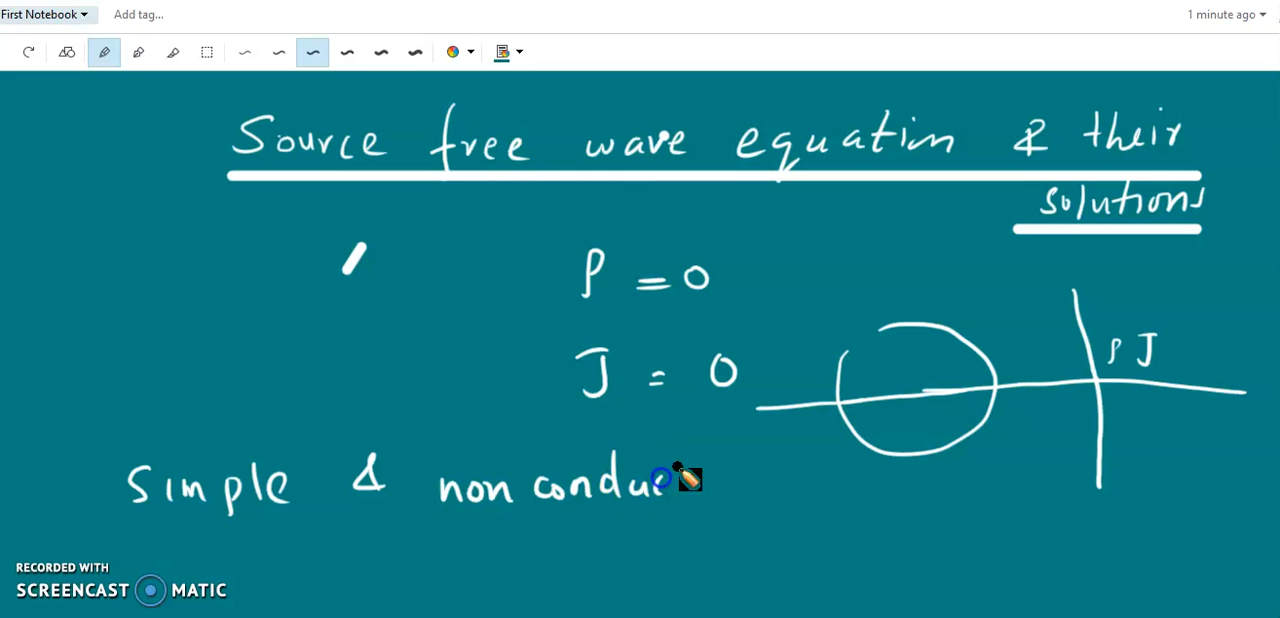 First Notebook
Add tag...
1 minute ago
Source free wave equation & their
solutions
ρ = 0
J = 0
ρ J
Simple & non conduc
RECORDED WITH
SCREENCAST MATIC